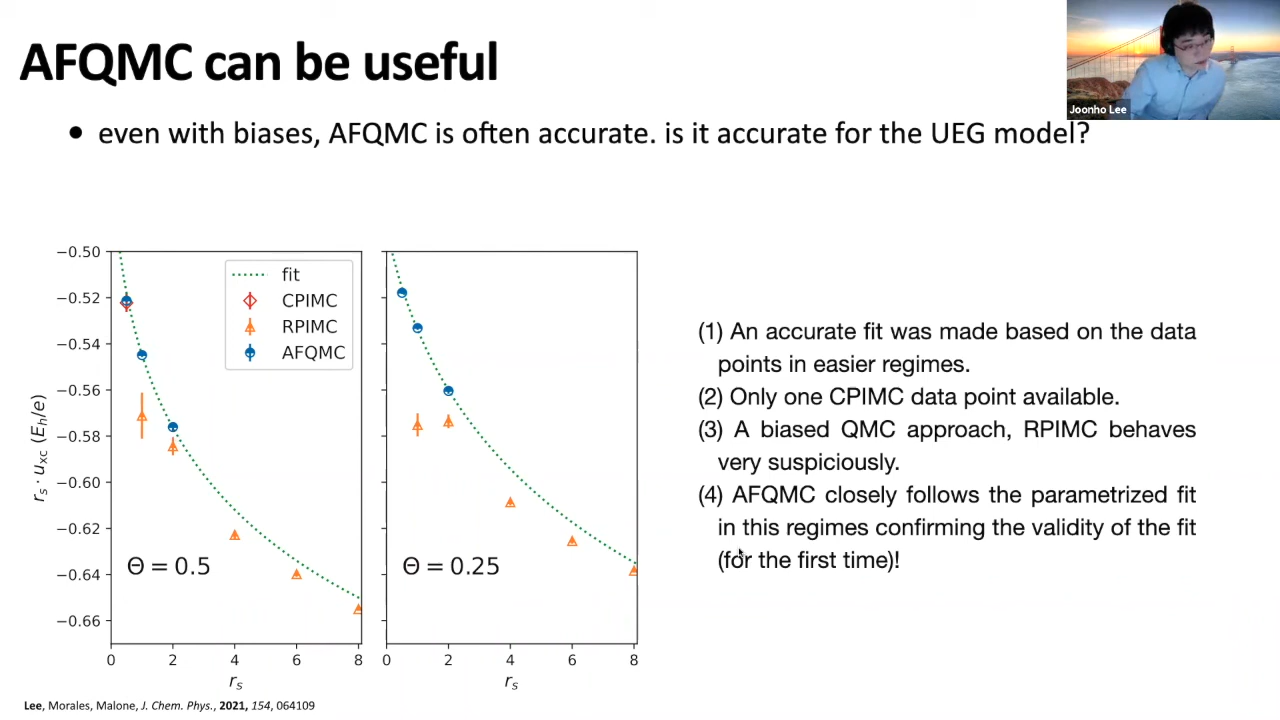 AFQMC can be useful
Joonho Lee
• even with biases, AFQMC is often accurate. is it accurate for the UEG model?
−0.50
−0.52
−0.54
−0.56
−0.58
−0.60
−0.62
−0.64
−0.66
r_s · u_xc (E_h/e)
fit
CPIMC
RPIMC
AFQMC
Θ = 0.5
0 2 4 6 8
r_s
Θ = 0.25
0 2 4 6 8
r_s
(1) An accurate fit was made based on the data
points in easier regimes.
(2) Only one CPIMC data point available.
(3) A biased QMC approach, RPIMC behaves
very suspiciously.
(4) AFQMC closely follows the parametrized fit
in this regimes confirming the validity of the fit
(for the first time)!
Lee, Morales, Malone, J. Chem. Phys., 2021, 154, 064109